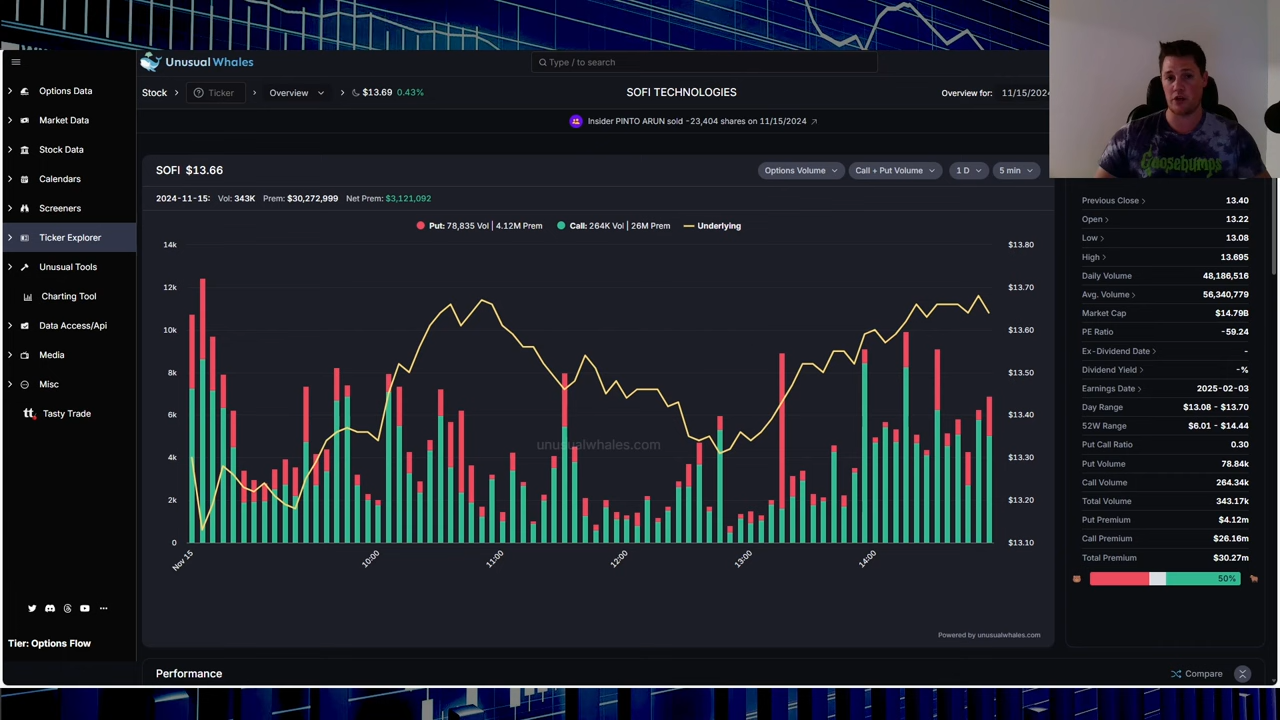 Unusual Whales
Type / to search
Stock > Ticker > Overview > $13.69 0.43%
SOFI TECHNOLOGIES
Overview for: 11/15/2024
Insider PINTO ARUN sold ~23,404 shares on 11/15/2024
Options Data
Market Data
Stock Data
Calendars
Screeners
Ticker Explorer
Unusual Tools
Charting Tool
Data Access/Api
Media
Misc
Tasty Trade
Tier: Options Flow
SOFI $13.66
Options Volume
Call + Put Volume
1 D
5 min
2024-11-15: Vol: 343K Prem: $30,272,999 Net Prem: $3,121,092
Put: 78,835 Vol | 4.12M Prem
Call: 264K Vol | 26M Prem
Underlying
14k
12k
10k
8k
6k
4k
2k
0
$13.80
$13.70
$13.60
$13.50
$13.40
$13.30
$13.20
$13.10
unusualwhales.com
Nov 15
10:00
11:00
12:00
13:00
14:00
Powered by unusualwhales.com
Previous Close 13.40
Open 13.22
Low 13.08
High 13.695
Daily Volume 48,186,516
Avg. Volume 56,340,779
Market Cap $14.79B
PE Ratio -59.24
Ex-Dividend Date -
Dividend Yield -%
Earnings Date 2025-02-03
Day Range $13.08 - $13.70
52W Range $6.01 - $14.44
Put Call Ratio 0.30
Put Volume 78.84k
Call Volume 264.34k
Total Volume 343.17k
Put Premium $4.12m
Call Premium $26.16m
Total Premium $30.27m
50%
Performance
Compare
Goosebumps